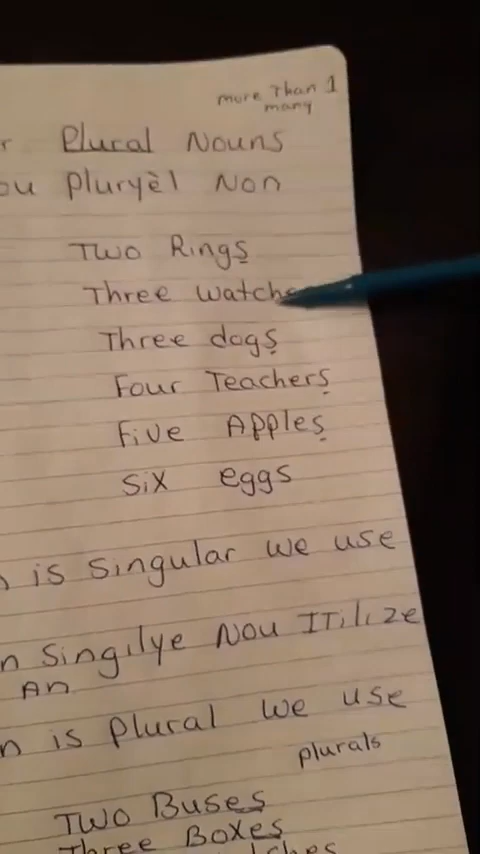 more Than 1
many
Plural Nouns
ou Pluryèl Non
Two Rings
Three
Three dogs
Four Teachers
Five Apples
Six eggs
is singular we use
Singilye Nou ITilize
An
is plural we use
plurals
Two Buses
Three Boxes